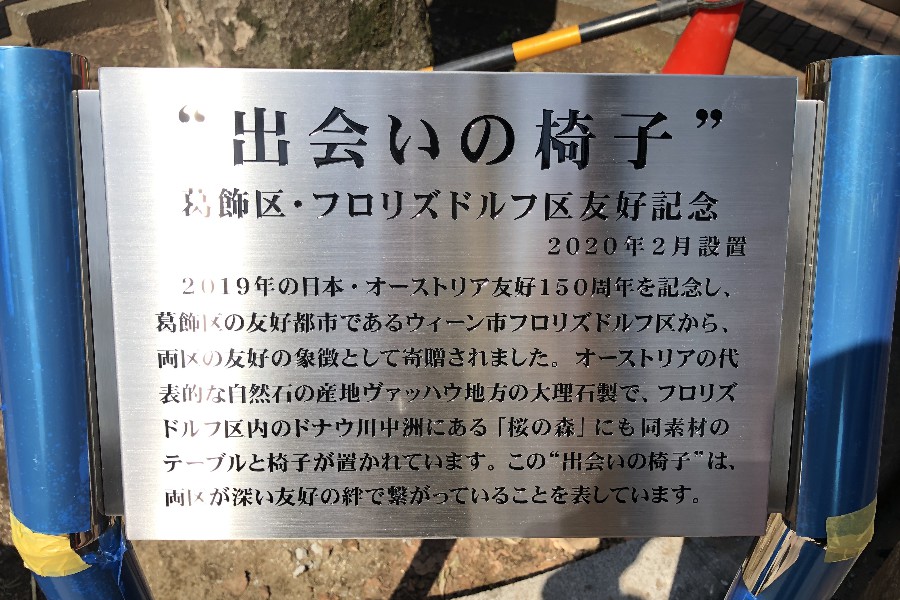 “出会いの椅子”
葛飾区・フロリズドルフ区友好記念
2020年2月設置
2019年の日本・オーストリア友好150周年を記念し、
葛飾区の友好都市であるウィーン市フロリズドルフ区から、
両区の友好の象徴として寄贈されました。オーストリアの代
表的な自然石の産地ヴァッハウ地方の大理石製で、フロリズ
ドルフ区内のドナウ川中洲にある「桜の森」にも同素材の
テーブルと椅子が置かれています。この“出会いの椅子”は、
両区が深い友好の絆で繋がっていることを表しています。